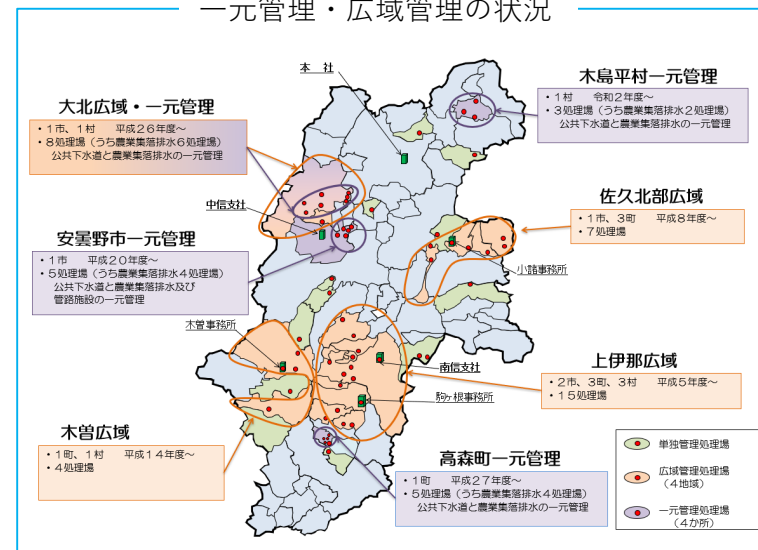 一元管理・広域管理の状況
本 社
木島平村一元管理
・1村　令和2年度～
・3処理場（うち農業集落排水2処理場）
公共下水道と農業集落排水の一元管理
大北広域・一元管理
・1市、1村　平成26年度～
・8処理場（うち農業集落排水6処理場）
公共下水道と農業集落排水の一元管理
中信支社
佐久北部広域
・1市、3町　平成8年度～
・7処理場
小諸事務所
安曇野市一元管理
・1市　平成20年度～
・5処理場（うち農業集落排水4処理場）
公共下水道と農業集落排水及び
管路施設の一元管理
木曽事務所
南信支社
上伊那広域
・2市、3町、3村　平成5年度～
・15処理場
駒ヶ根事務所
木曽広域
・1町、1村　平成14年度～
・4処理場
高森町一元管理
・1町　平成27年度～
・5処理場（うち農業集落排水4処理場）
公共下水道と農業集落排水の一元管理
単独管理処理場
広域管理処理場
（4地域）
一元管理処理場
（4か所）